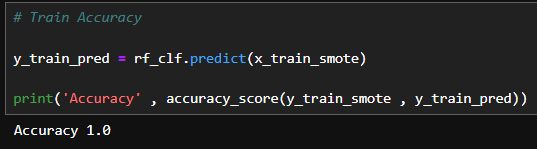 # Train Accuracy
y_train_pred = rf_clf.predict(x_train_smote)
print('Accuracy' , accuracy_score(y_train_smote , y_train_pred))
Accuracy 1.0